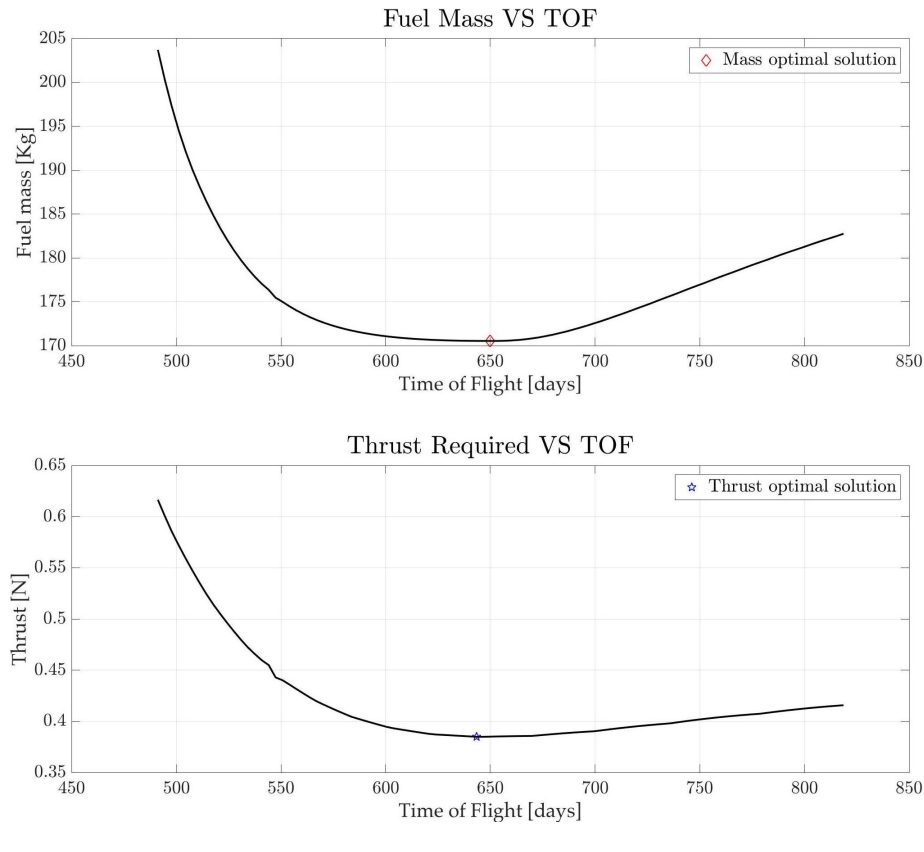 Fuel Mass VS TOF
205
200
195
190
185
180
175
170
Fuel mass [Kg]
Mass optimal solution
450 500 550 600 650 700 750 800 850
Time of Flight [days]
Thrust Required VS TOF
0.65
0.6
0.55
0.5
0.45
0.4
0.35
Thrust [N]
Thrust optimal solution
450 500 550 600 650 700 750 800 850
Time of Flight [days]